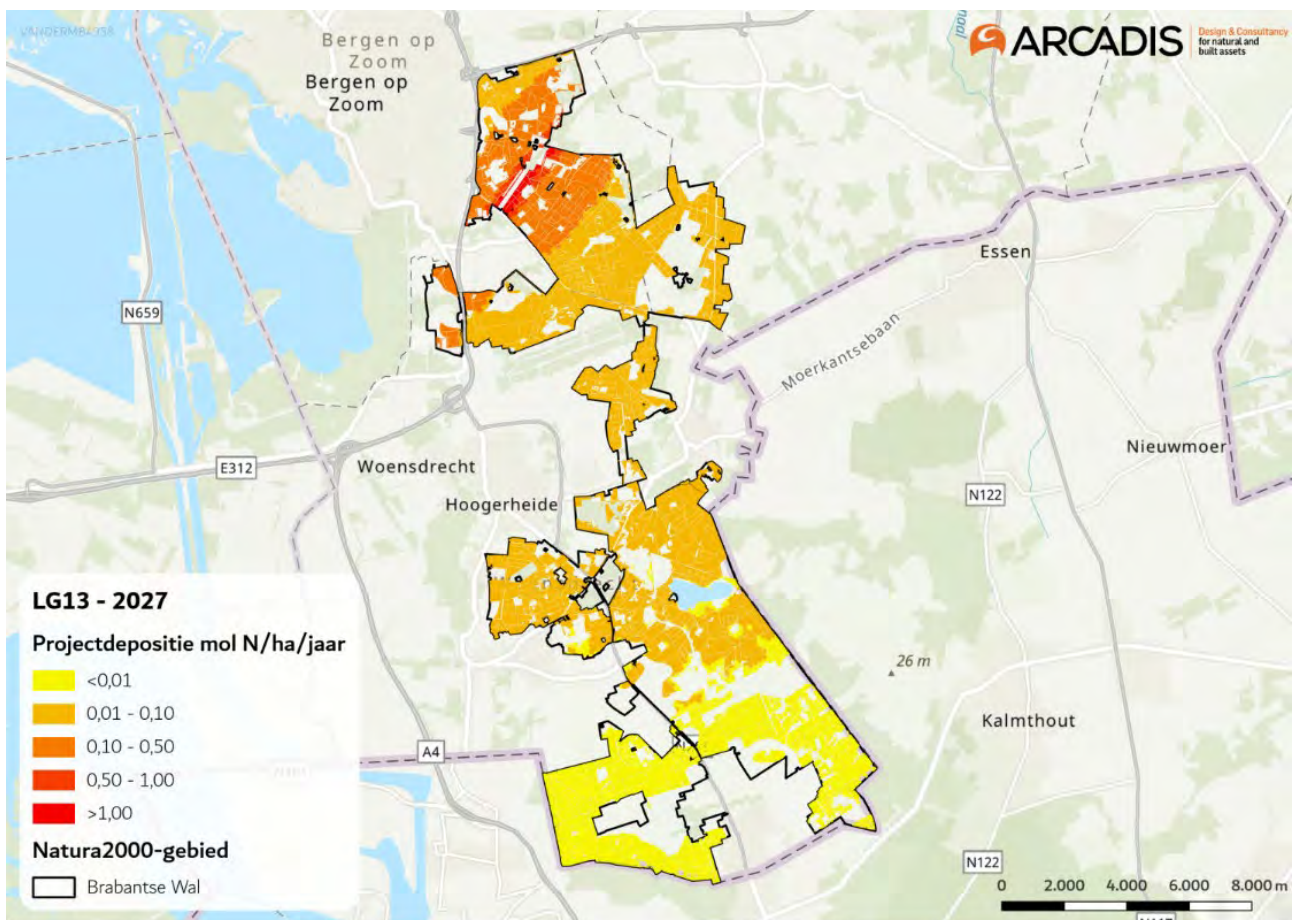 VANDERMBA938
Bergen op
Zoom
Bergen op
Zoom
ARCADIS
Design & Consultancy
for natural and
built assets
N659
Essen
Moerkantsebaan
Nieuwmoer
E312
Woensdrecht
N122
Hoogerheide
26 m
Kalmthout
A4
N122
LG13 - 2027
Projectdepositie mol N/ha/jaar
<0,01
0,01 - 0,10
0,10 - 0,50
0,50 - 1,00
>1,00
Natura2000-gebied
Brabantse Wal
0 2.000 4.000 6.000 8.000 m